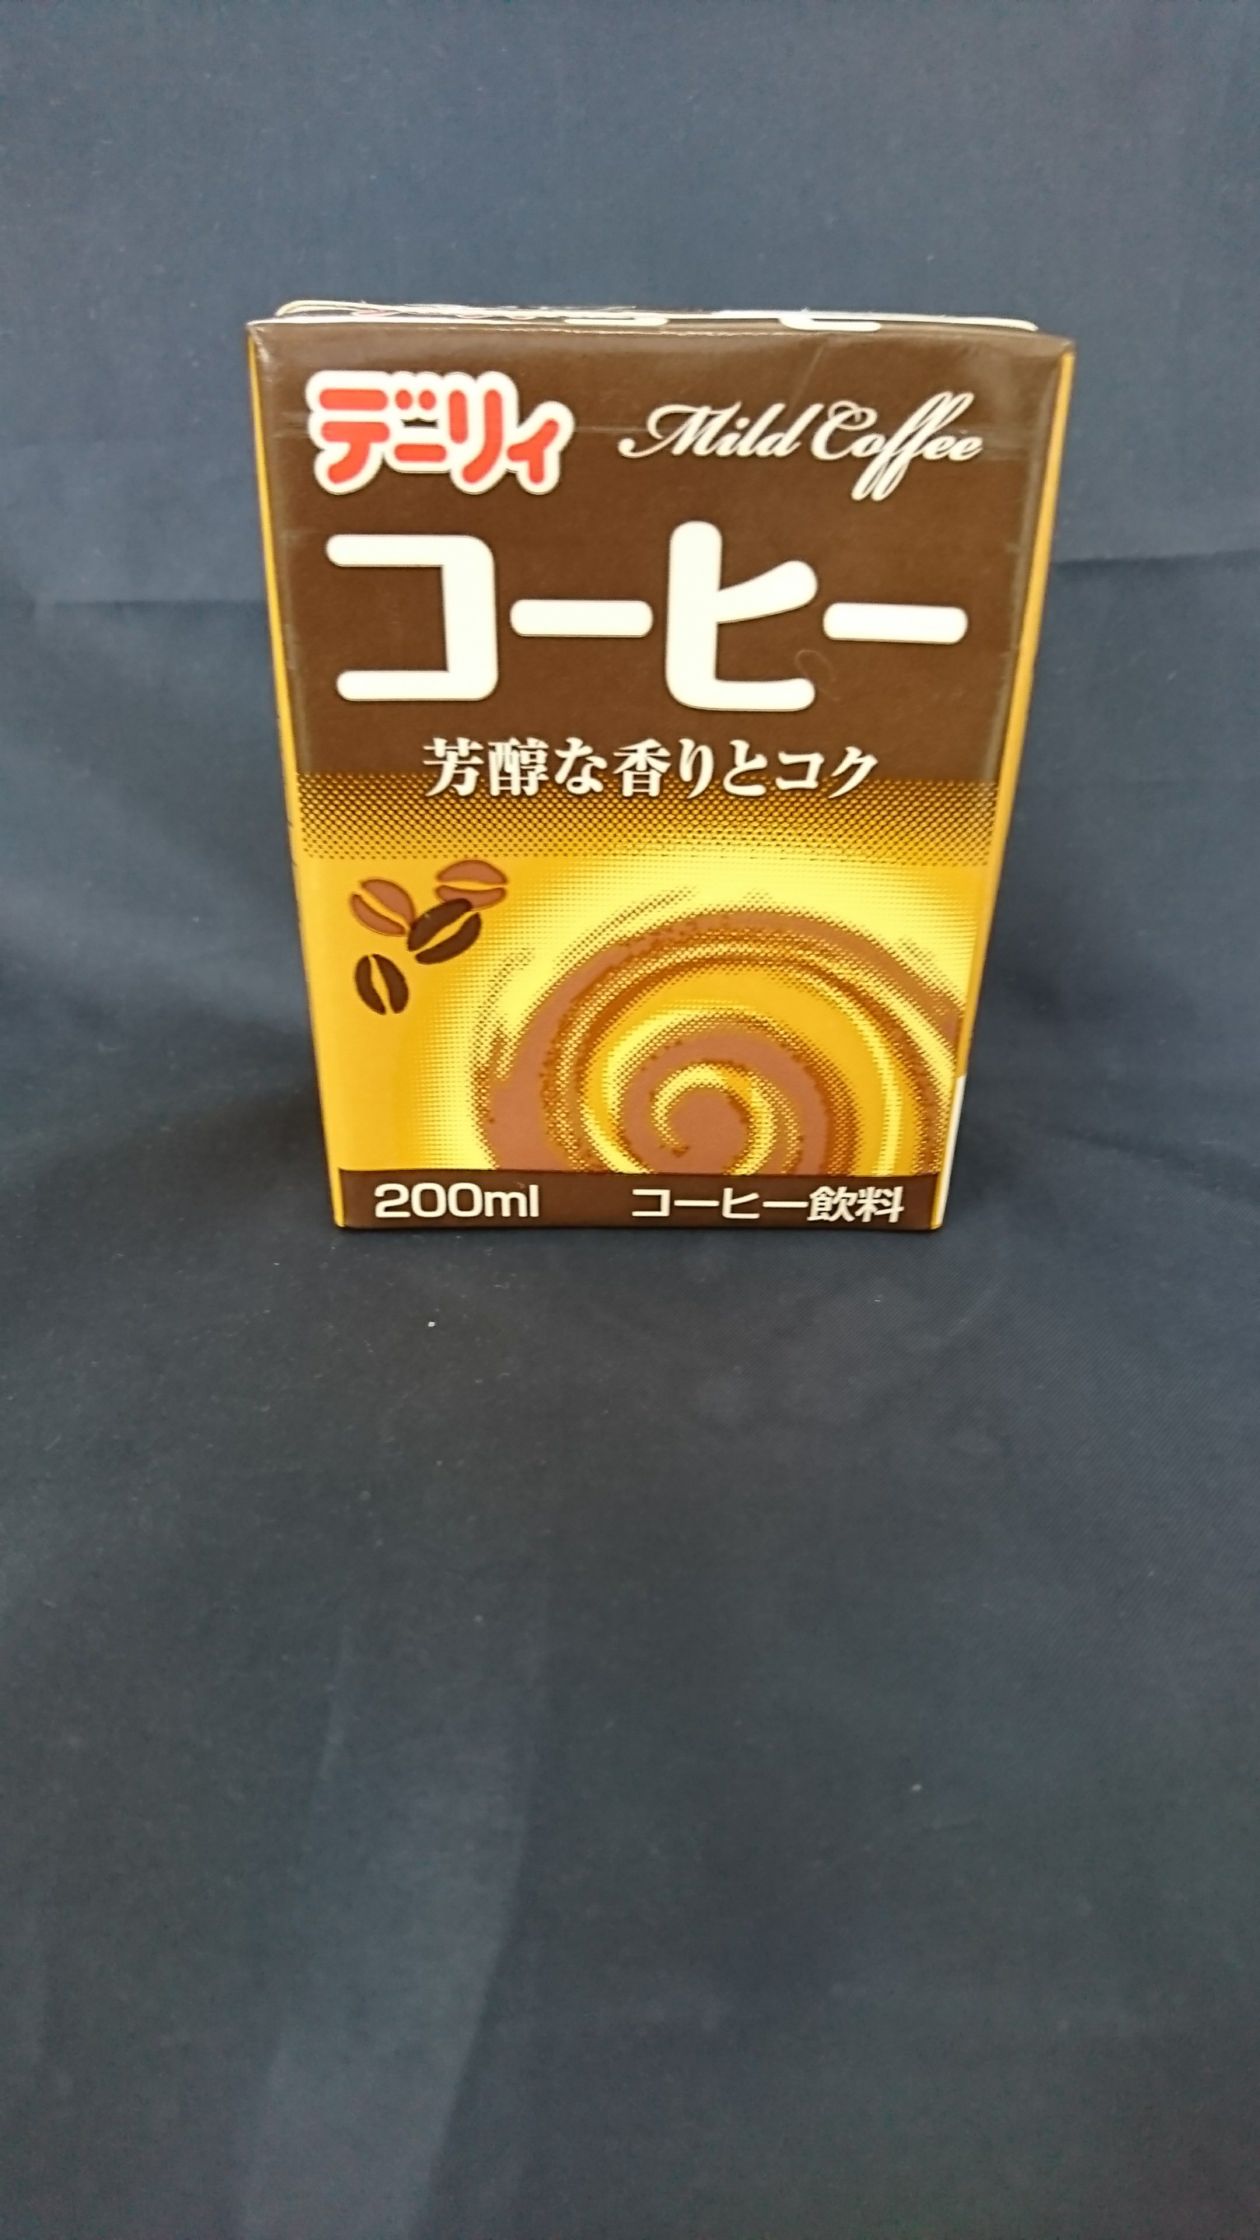 デーリィ Mild Coffee
コーヒー
芳醇な香りとコク
200ml コーヒー飲料